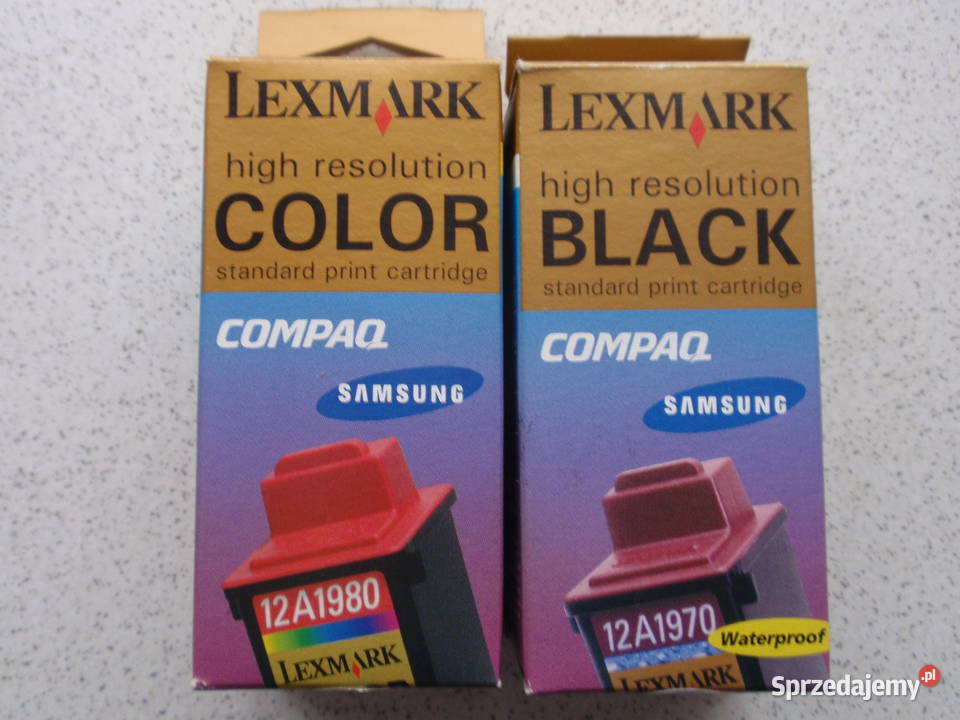 LEXMARK
high resolution
COLOR
standard print cartridge
COMPAQ
SAMSUNG
12A1980
LEXMARK
LEXMARK
high resolution
BLACK
standard print cartridge
COMPAQ
SAMSUNG
12A1970
Waterproof
LEXMARK
Sprzedajemy.pl